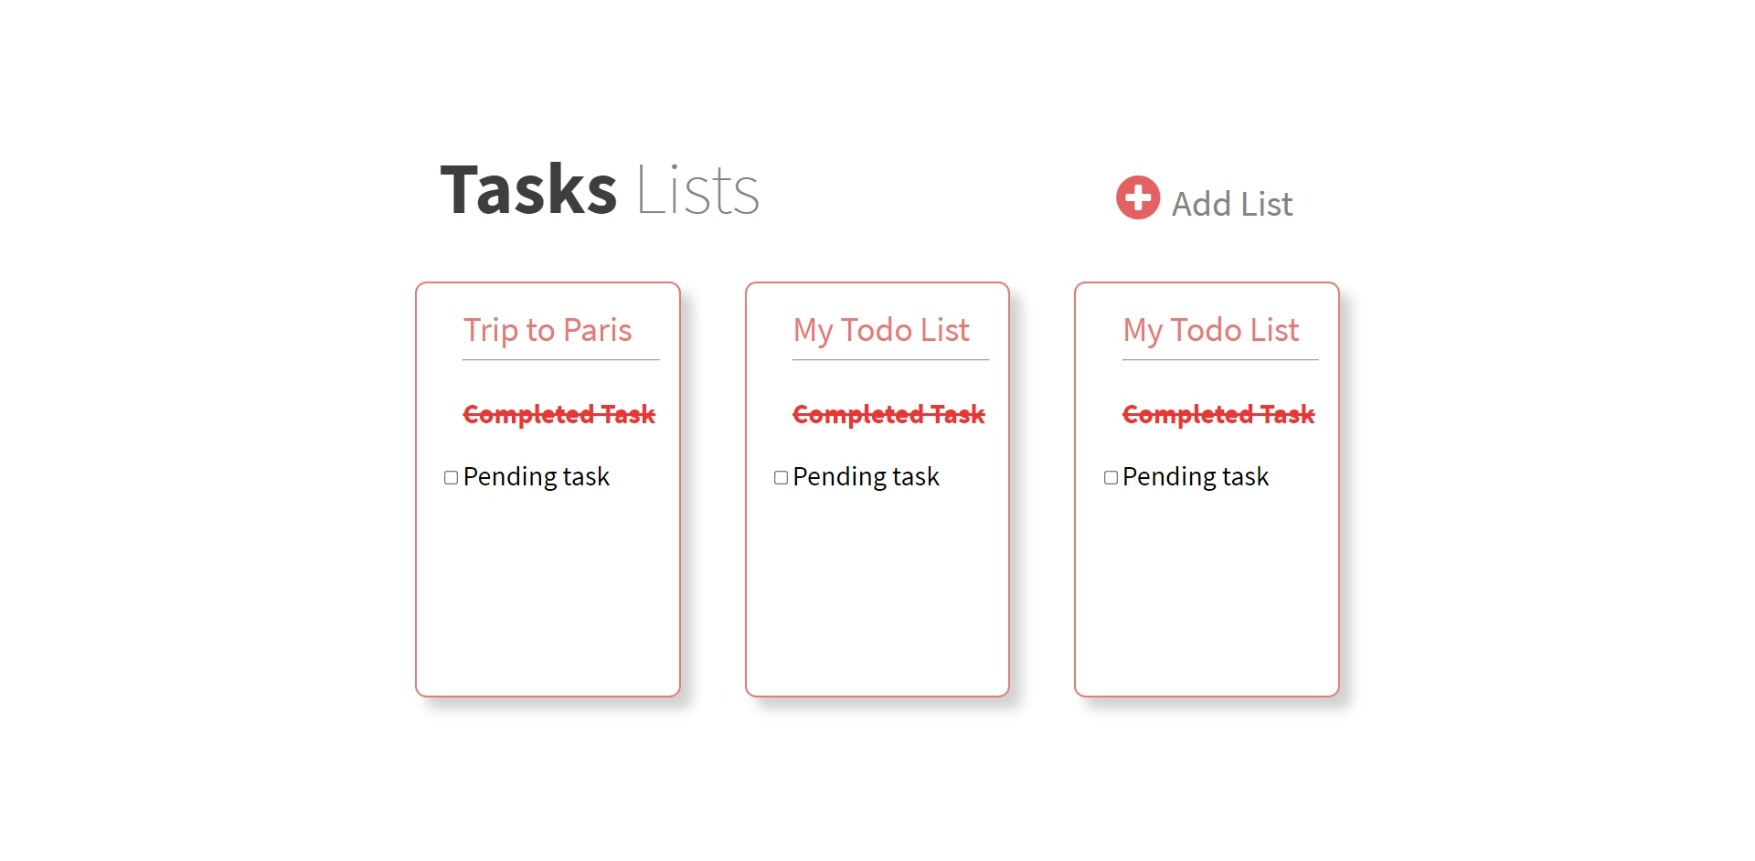 Tasks Lists
Add List
Trip to Paris
Completed Task
Pending task
My Todo List
Completed Task
Pending task
My Todo List
Completed Task
Pending task